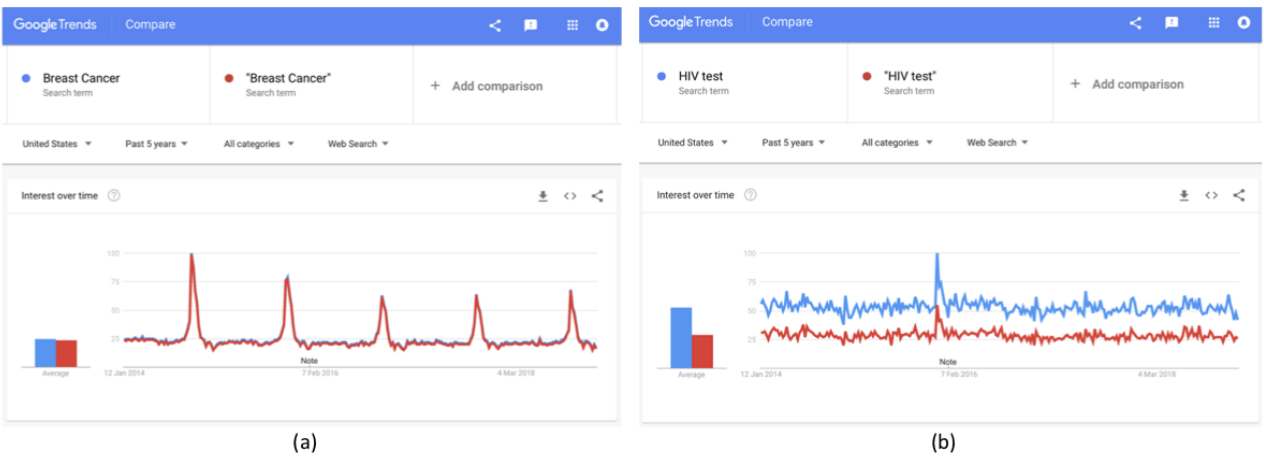 Google Trends Compare
Breast Cancer
Search term
"Breast Cancer"
Search term
+ Add comparison
United States Past 5 years All categories Web Search
Interest over time ?
100
75
50
25
Average
Note
12 Jan 2014 7 Feb 2016 4 Mar 2018
(a)
Google Trends Compare
HIV test
Search term
"HIV test"
Search term
+ Add comparison
United States Past 5 years All categories Web Search
Interest over time ?
100
75
50
25
Average
Note
12 Jan 2014 7 Feb 2016 4 Mar 2018
(b)